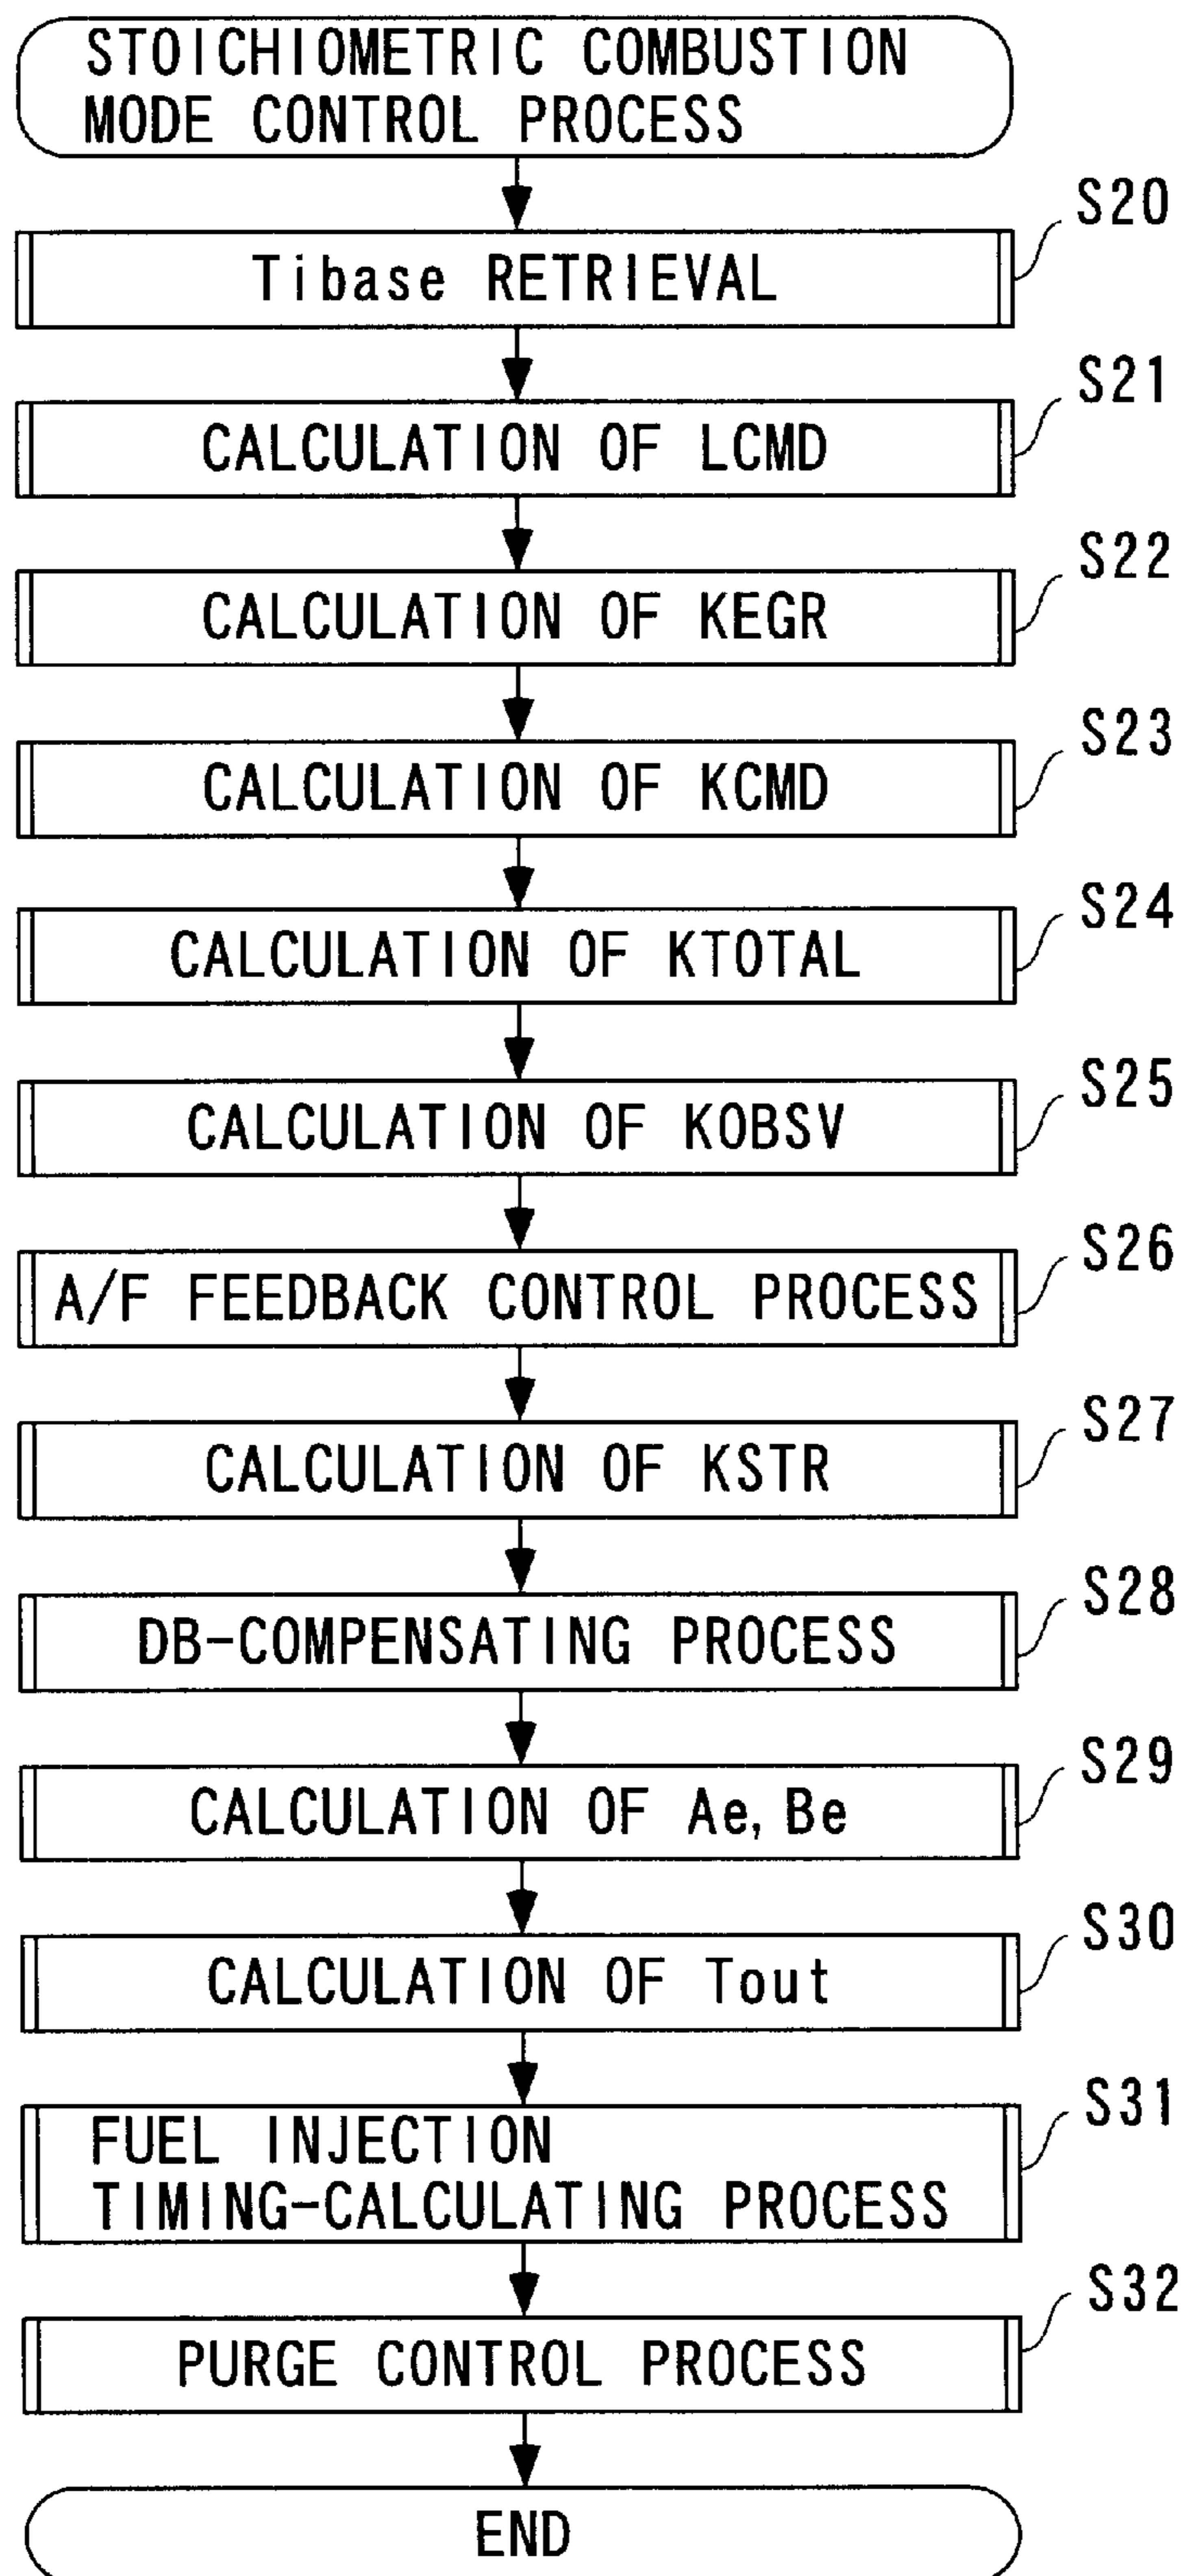 STOICHIOMETRIC COMBUSTION
MODE CONTROL PROCESS
S20
Tibase RETRIEVAL
S21
CALCULATION OF LCMD
S22
CALCULATION OF KEGR
S23
CALCULATION OF KCMD
S24
CALCULATION OF KTOTAL
S25
CALCULATION OF KOBSV
S26
A/F FEEDBACK CONTROL PROCESS
S27
CALCULATION OF KSTR
S28
DB-COMPENSATING PROCESS
S29
CALCULATION OF Ae, Be
S30
CALCULATION OF Tout
S31
FUEL INJECTION
TIMING-CALCULATING PROCESS
S32
PURGE CONTROL PROCESS
END